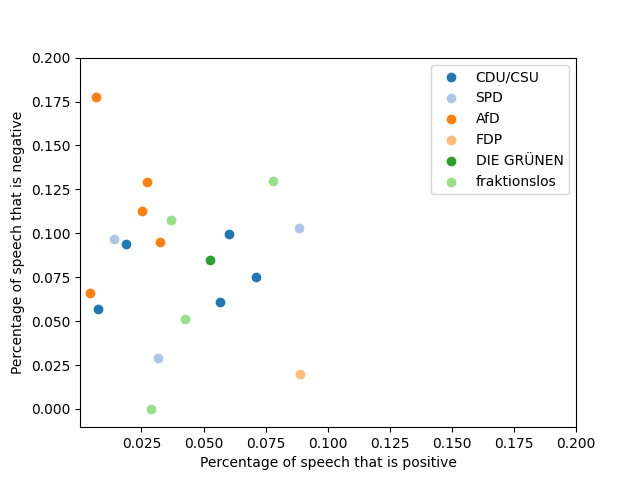 0.200
0.175
0.150
0.125
0.100
0.075
0.050
0.025
0.000
Percentage of speech that is negative
CDU/CSU
SPD
AfD
FDP
DIE GRÜNEN
fraktionslos
0.025 0.050 0.075 0.100 0.125 0.150 0.175 0.200
Percentage of speech that is positive